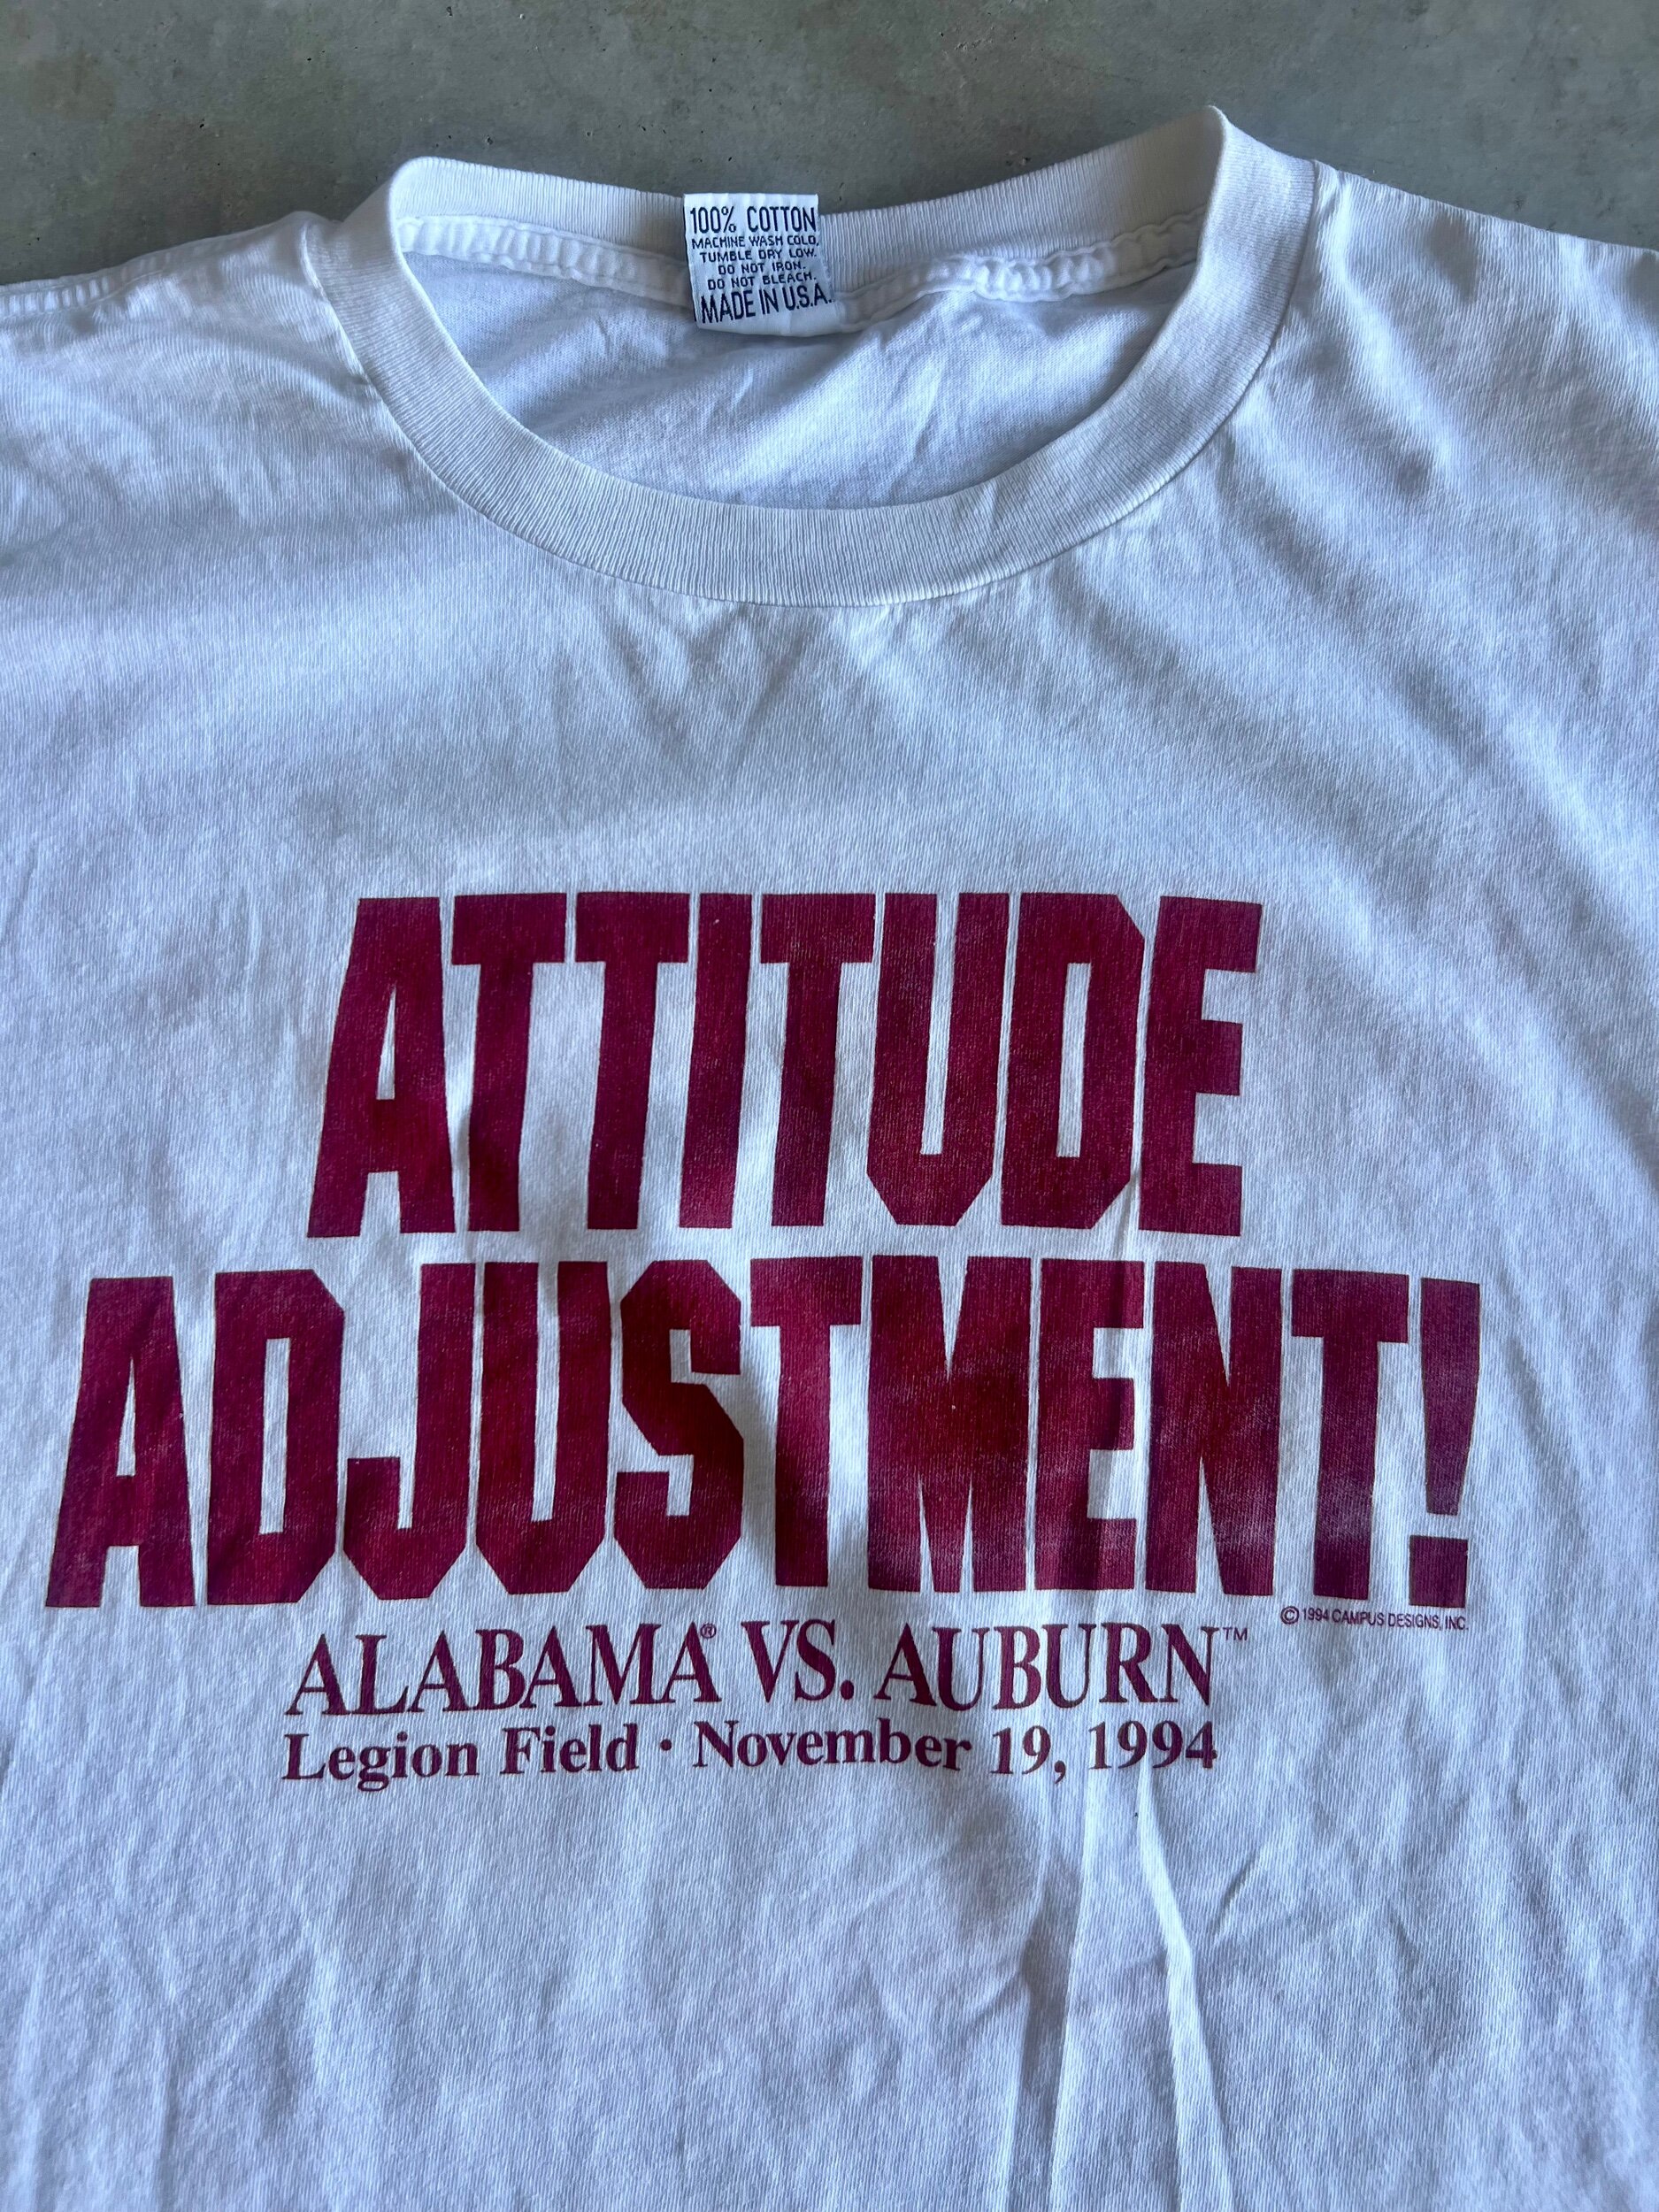 100% COTTON
MACHINE WASH COLD,
TUMBLE DRY LOW.
DO NOT IRON.
DO NOT BLEACH.
MADE IN U.S.A.
ATTITUDE
ADJUSTMENT!
© 1994 CAMPUS DESIGNS, INC.
ALABAMA® VS. AUBURN™
Legion Field • November 19, 1994